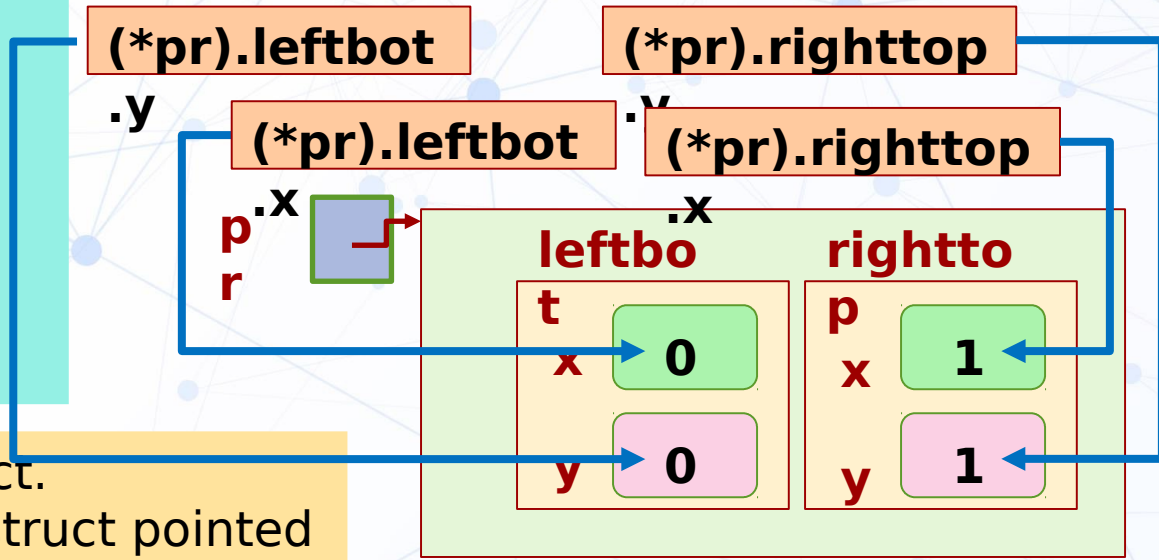 (*pr).leftbot
.y
(*pr).righttop
.y
(*pr).leftbot
.x
(*pr).righttop
.x
p
r
leftbo
t
rightto
p
x
0
x
1
y
0
y
1
ct.
truct pointed